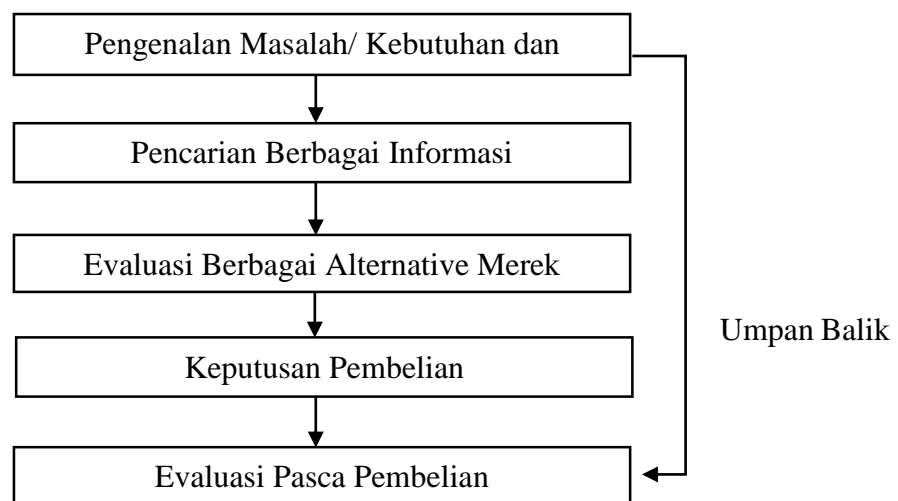 Pengenalan Masalah/ Kebutuhan dan
Pencarian Berbagai Informasi
Evaluasi Berbagai Alternative Merek
Umpan Balik
Keputusan Pembelian
Evaluasi Pasca Pembelian